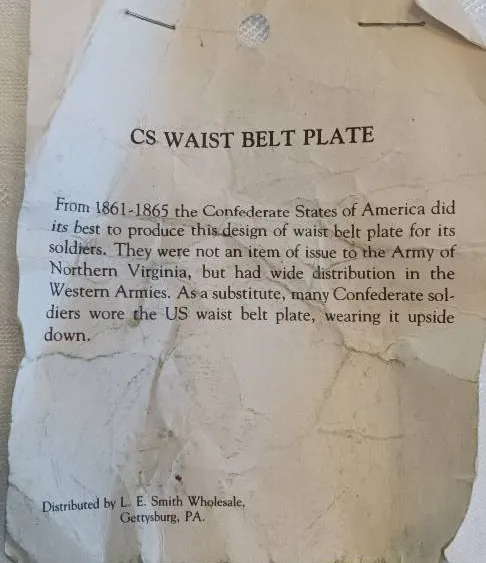 CS WAIST BELT PLATE
From 1861-1865 the Confederate States of America did
its best to produce this design of waist belt plate for its
soldiers. They were not an item of issue to the Army of
Northern Virginia, but had wide distribution in the
Western Armies. As a substitute, many Confederate sol-
diers wore the US waist belt plate, wearing it upside
down.
Distributed by L. E. Smith Wholesale,
Gettysburg, PA.